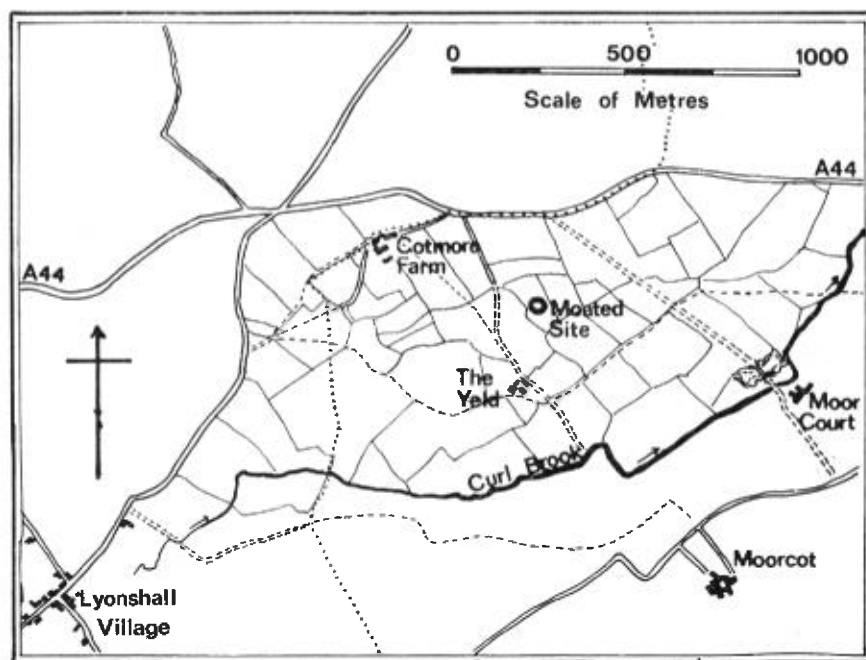 0 500 1000
Scale of Metres
A44
Cotmore
Farm
A44
Moated
Site
The
Yeld
Moor
Court
Curl Brook
Moorcot
Lyonshall
Village